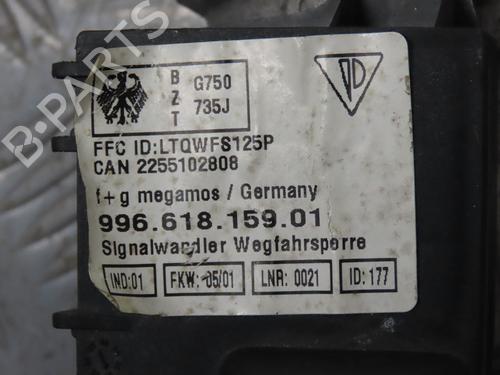 B Z T G750 735J
FFC ID:LTQWFS125P
CAN 2255102808
f+g megamos / Germany
996.618.159.01
Signalwandler Wegfahrsperre
IND:01 FKW: 05/01 LNR: 0021 ID:177